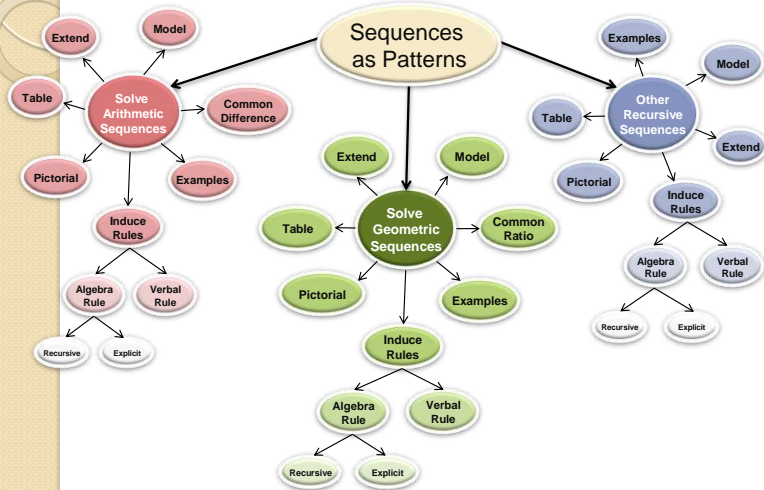 Sequences
as Patterns
Extend
Model
Table
Solve
Arithmetic
Sequences
Common
Difference
Pictorial
Examples
Induce
Rules
Algebra
Rule
Verbal
Rule
Recursive
Explicit
Extend
Model
Table
Solve
Geometric
Sequences
Common
Ratio
Pictorial
Examples
Induce
Rules
Algebra
Rule
Verbal
Rule
Recursive
Explicit
Examples
Model
Table
Other
Recursive
Sequences
Extend
Pictorial
Induce
Rules
Algebra
Rule
Verbal
Rule
Recursive
Explicit